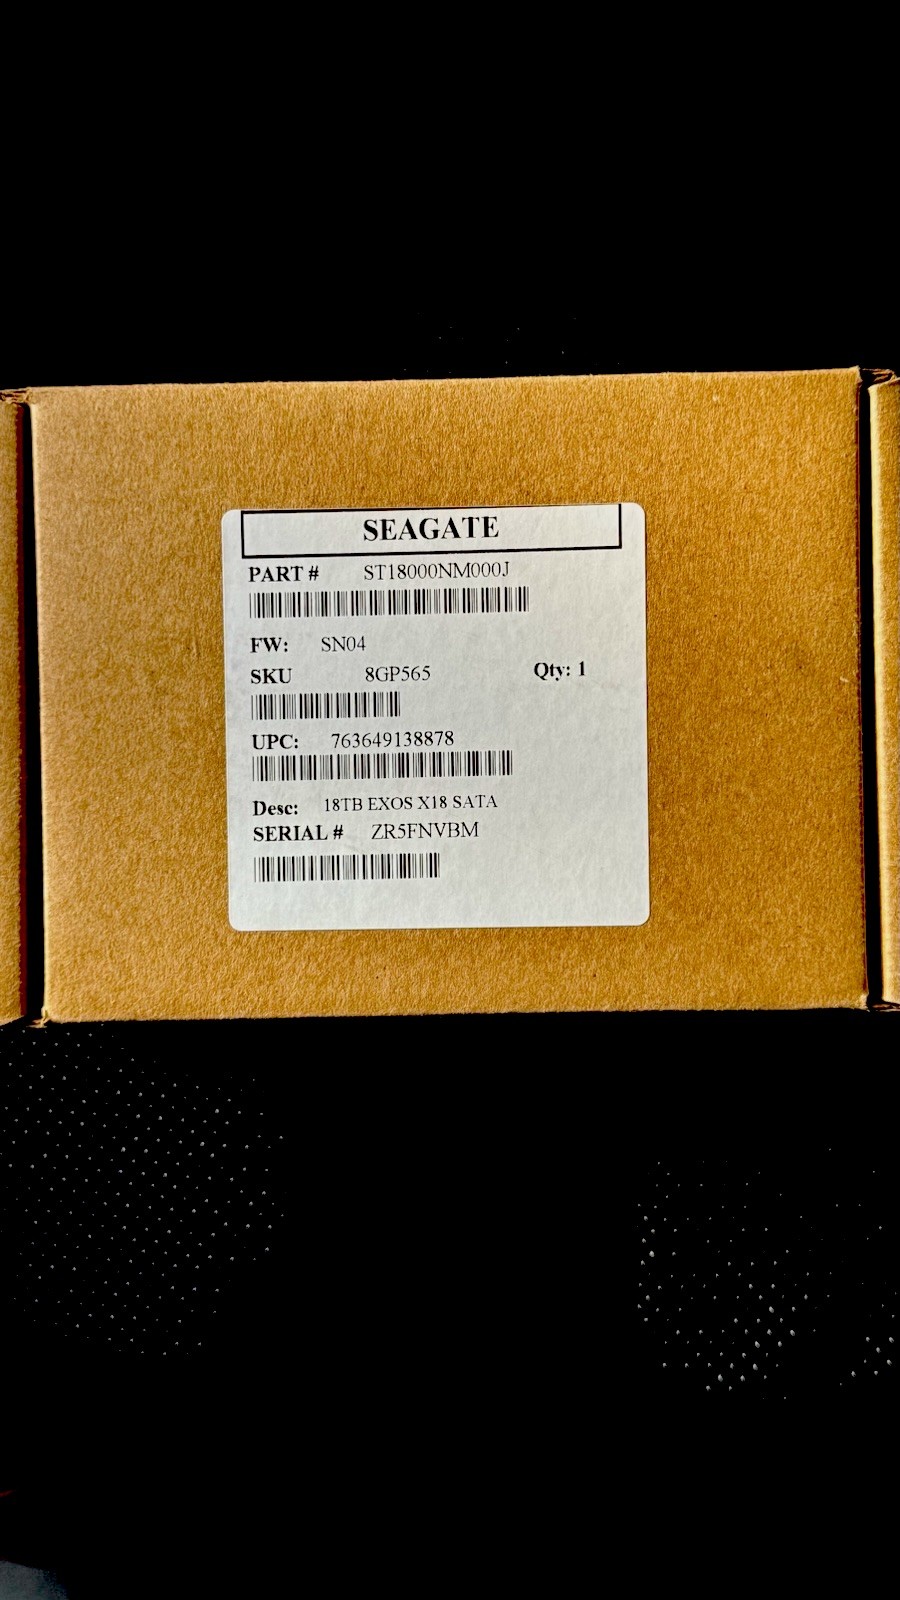 SEAGATE
PART # ST18000NM000J
FW: SN04
SKU 8GP565 Qty: 1
UPC: 763649138878
Desc: 18TB EXOS X18 SATA
SERIAL # ZR5FNVBM